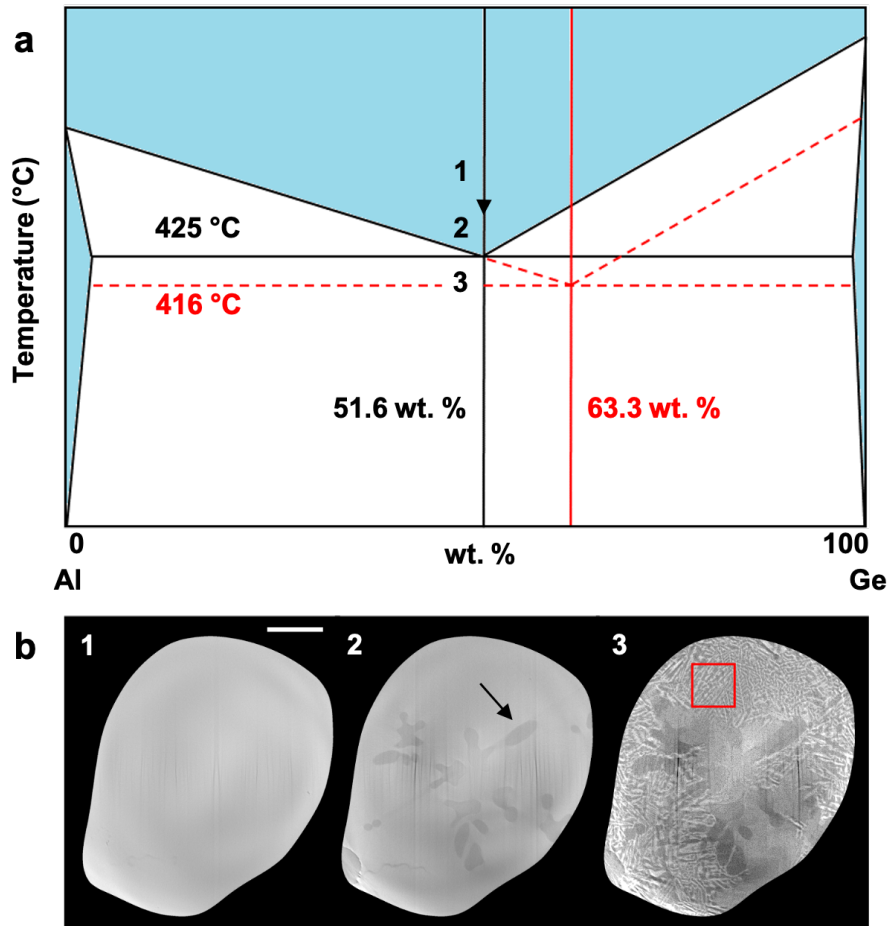 a
Temperature (°C)
1
2
425 °C
3
416 °C
51.6 wt. %
63.3 wt. %
0
wt. %
100
Al
Ge
b
1
2
3